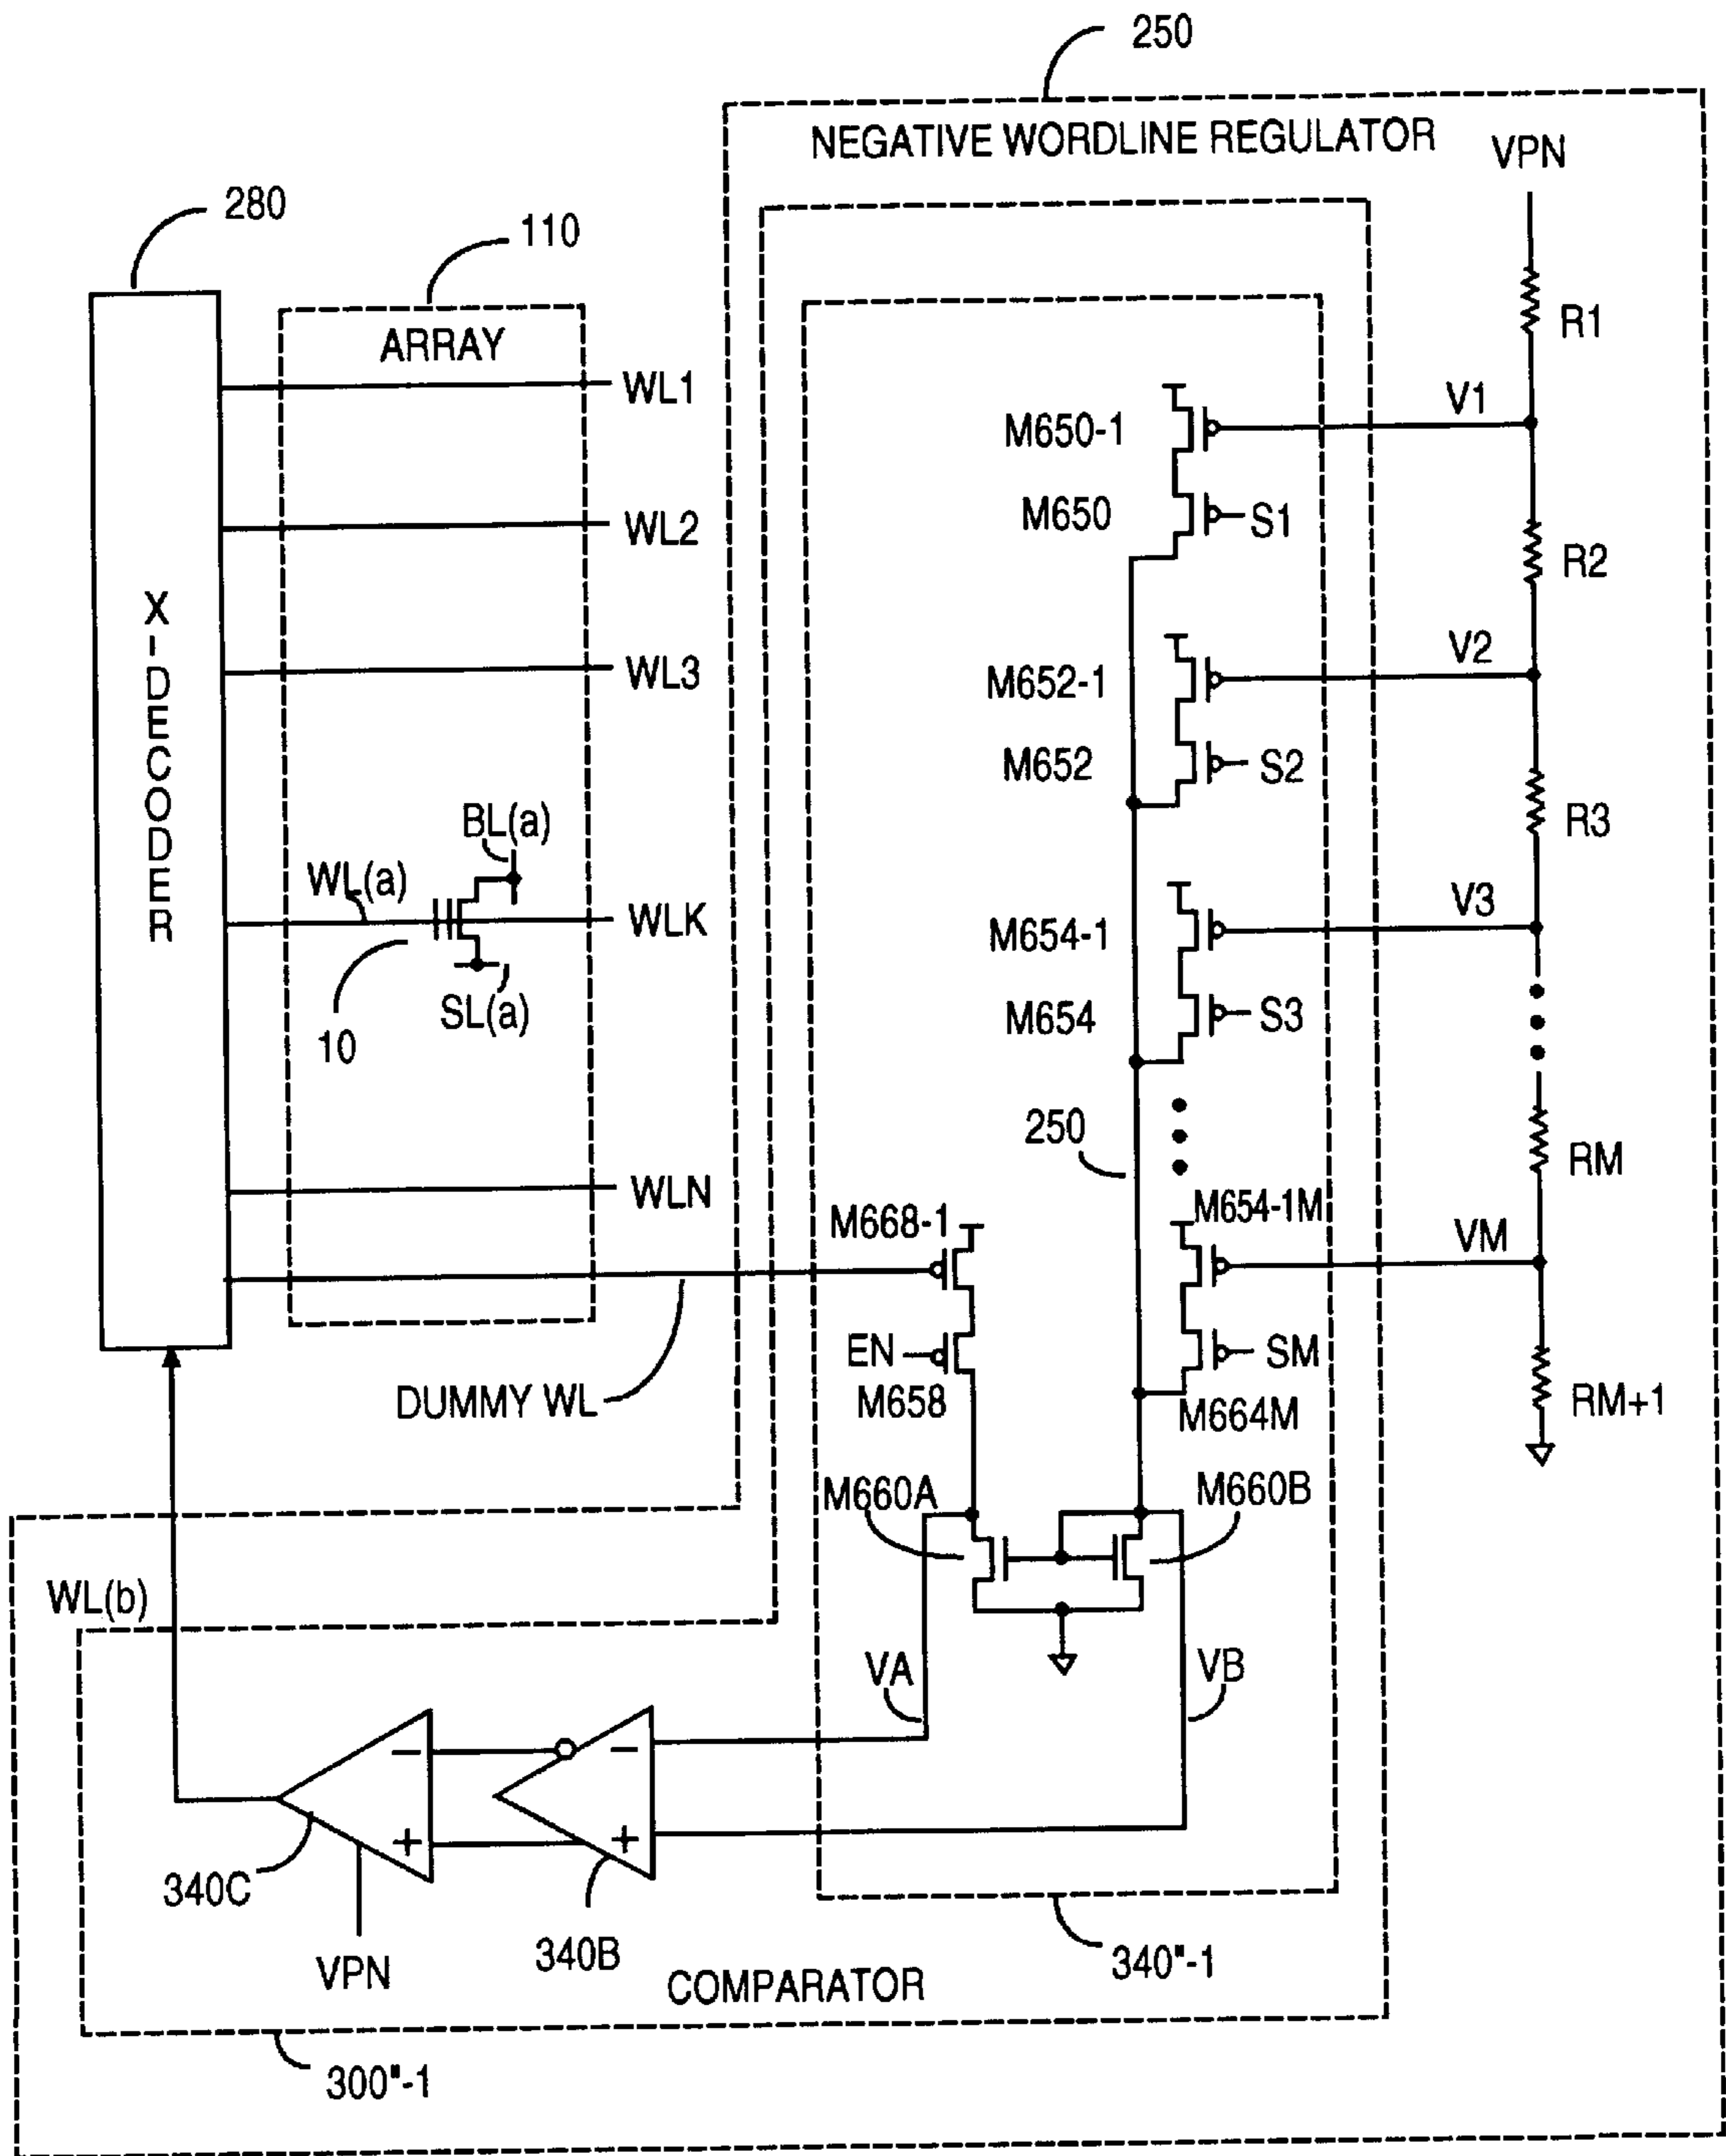 250
NEGATIVE WORDLINE REGULATOR
VPN
280
110
ARRAY
R1
WL1
V1
M650-1
M650
S1
WL2
R2
X-DECODER
WL3
V2
M652-1
M652
S2
R3
BL(a)
WL(a)
WLK
V3
M654-1
SL(a)
M654
S3
10
250
RM
WLN
M654-1M
M668-1
VM
EN
SM
DUMMY WL
M658
M664M
RM+1
M660A
M660B
WL(b)
VA
VB
−
−
+
+
340C
340B
340"-1
VPN
COMPARATOR
300"-1